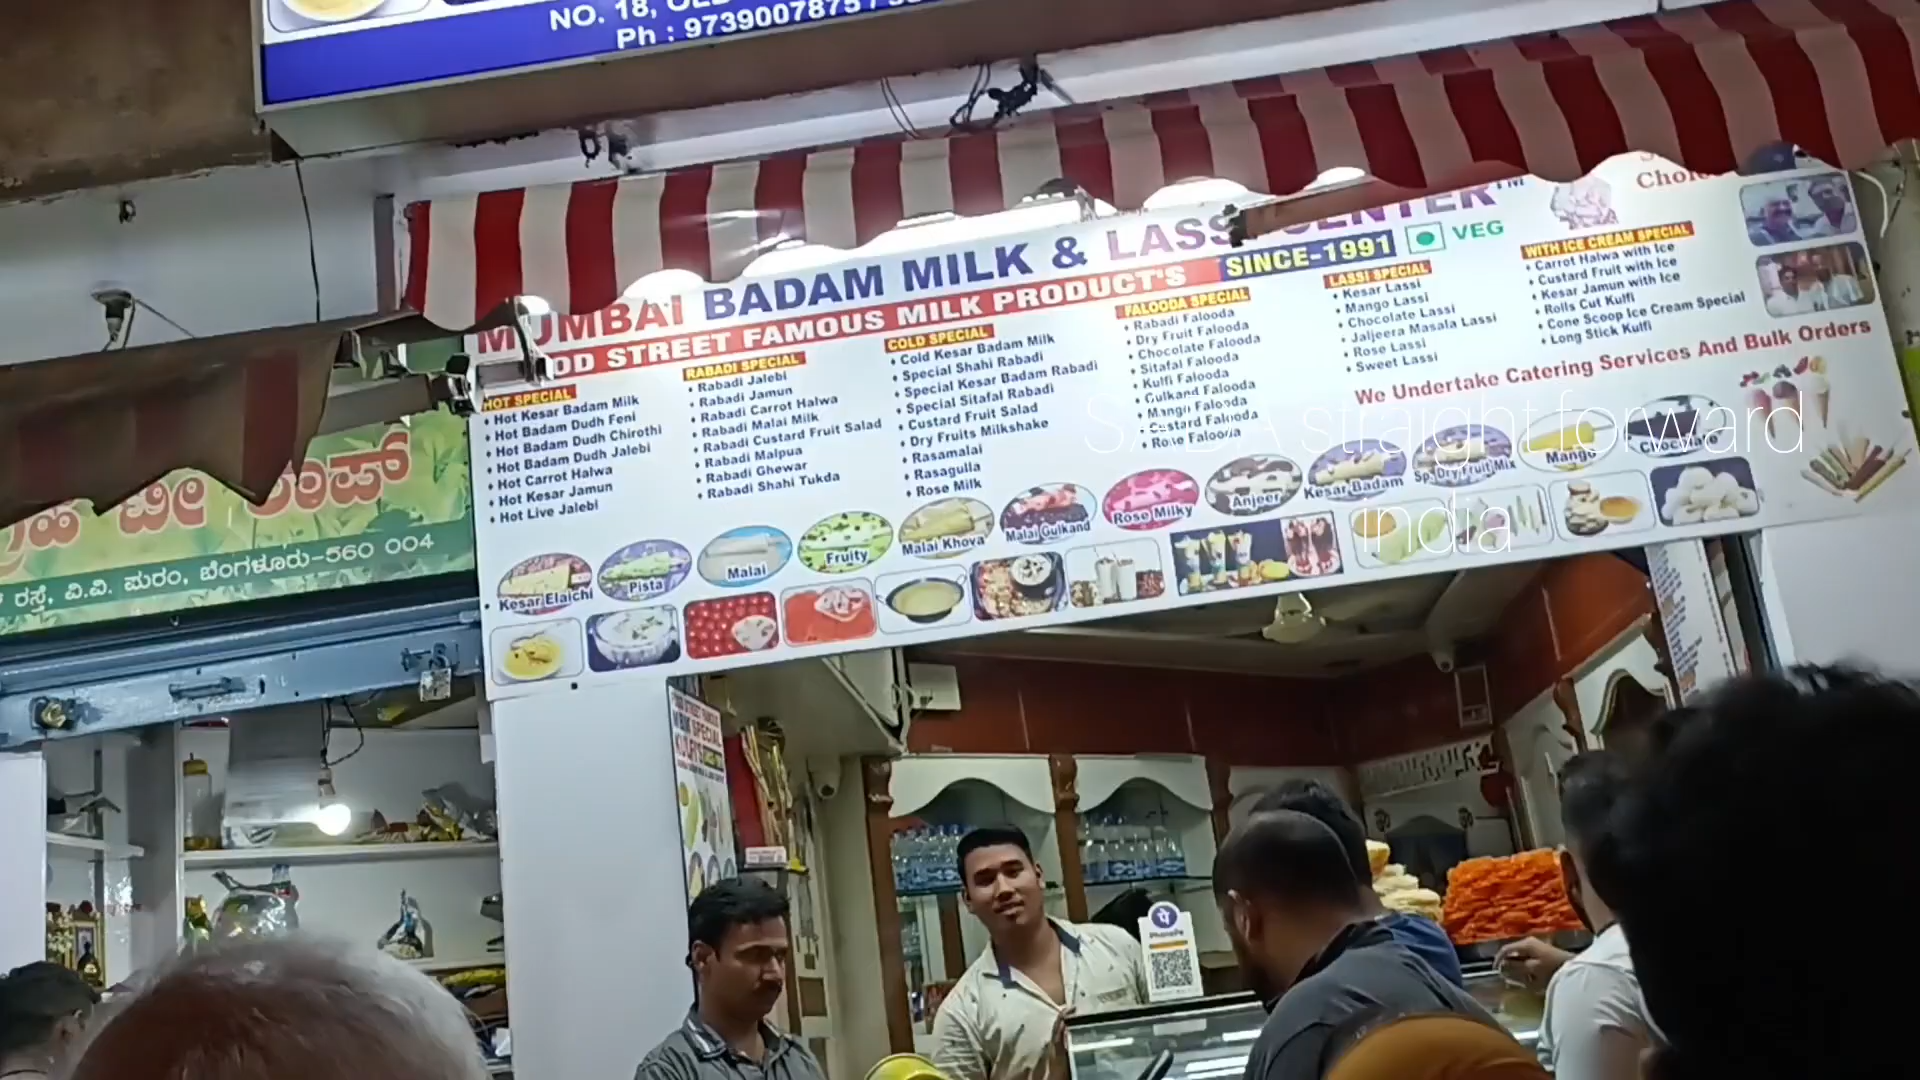 NO. 18,
Ph : 9739007875 /
MUMBAI BADAM MILK & LASSI CENTER TM
FOOD STREET FAMOUS MILK PRODUCT'S SINCE-1991 VEG
HOT SPECIAL
• Hot Kesar Badam Milk
• Hot Badam Dudh Feni
• Hot Badam Dudh Chirothi
• Hot Badam Dudh Jalebi
• Hot Carrot Halwa
• Hot Kesar Jamun
• Hot Live Jalebi
RABADI SPECIAL
• Rabadi Jalebi
• Rabadi Jamun
• Rabadi Carrot Halwa
• Rabadi Malai Milk
• Rabadi Custard Fruit Salad
• Rabadi Malpua
• Rabadi Ghewar
• Rabadi Shahi Tukda
COLD SPECIAL
• Cold Kesar Badam Milk
• Special Shahi Rabadi
• Special Kesar Badam Rabadi
• Special Sitafal Rabadi
• Custard Fruit Salad
• Dry Fruits Milkshake
• Rasamalai
• Rasagulla
• Rose Milk
FALOODA SPECIAL
• Rabadi Falooda
• Dry Fruit Falooda
• Chocolate Falooda
• Sitafal Falooda
• Kulfi Falooda
• Gulkand Falooda
• Mango Falooda
• Custard Falooda
• Rose Falooda
LASSI SPECIAL
• Kesar Lassi
• Mango Lassi
• Chocolate Lassi
• Jaljeera Masala Lassi
• Rose Lassi
• Sweet Lassi
WITH ICE CREAM SPECIAL
• Carrot Halwa with Ice
• Custard Fruit with Ice
• Kesar Jamun with Ice
• Rolls Cut Kulfi
• Cone Scoop Ice Cream Special
• Long Stick Kulfi
We Undertake Catering Services And Bulk Orders
straight forward
india
Kesar Elaichi
Pista
Malai
Fruity
Malai Khova
Malai Gulkand
Rose Milky
Anjeer
Kesar Badam
Sp. Dry Fruit Mix
Mango
Chocolate
ರಸ್ತೆ, ವಿ.ವಿ. ಪುರಂ, ಬೆಂಗಳೂರು-560 004
PhonePe